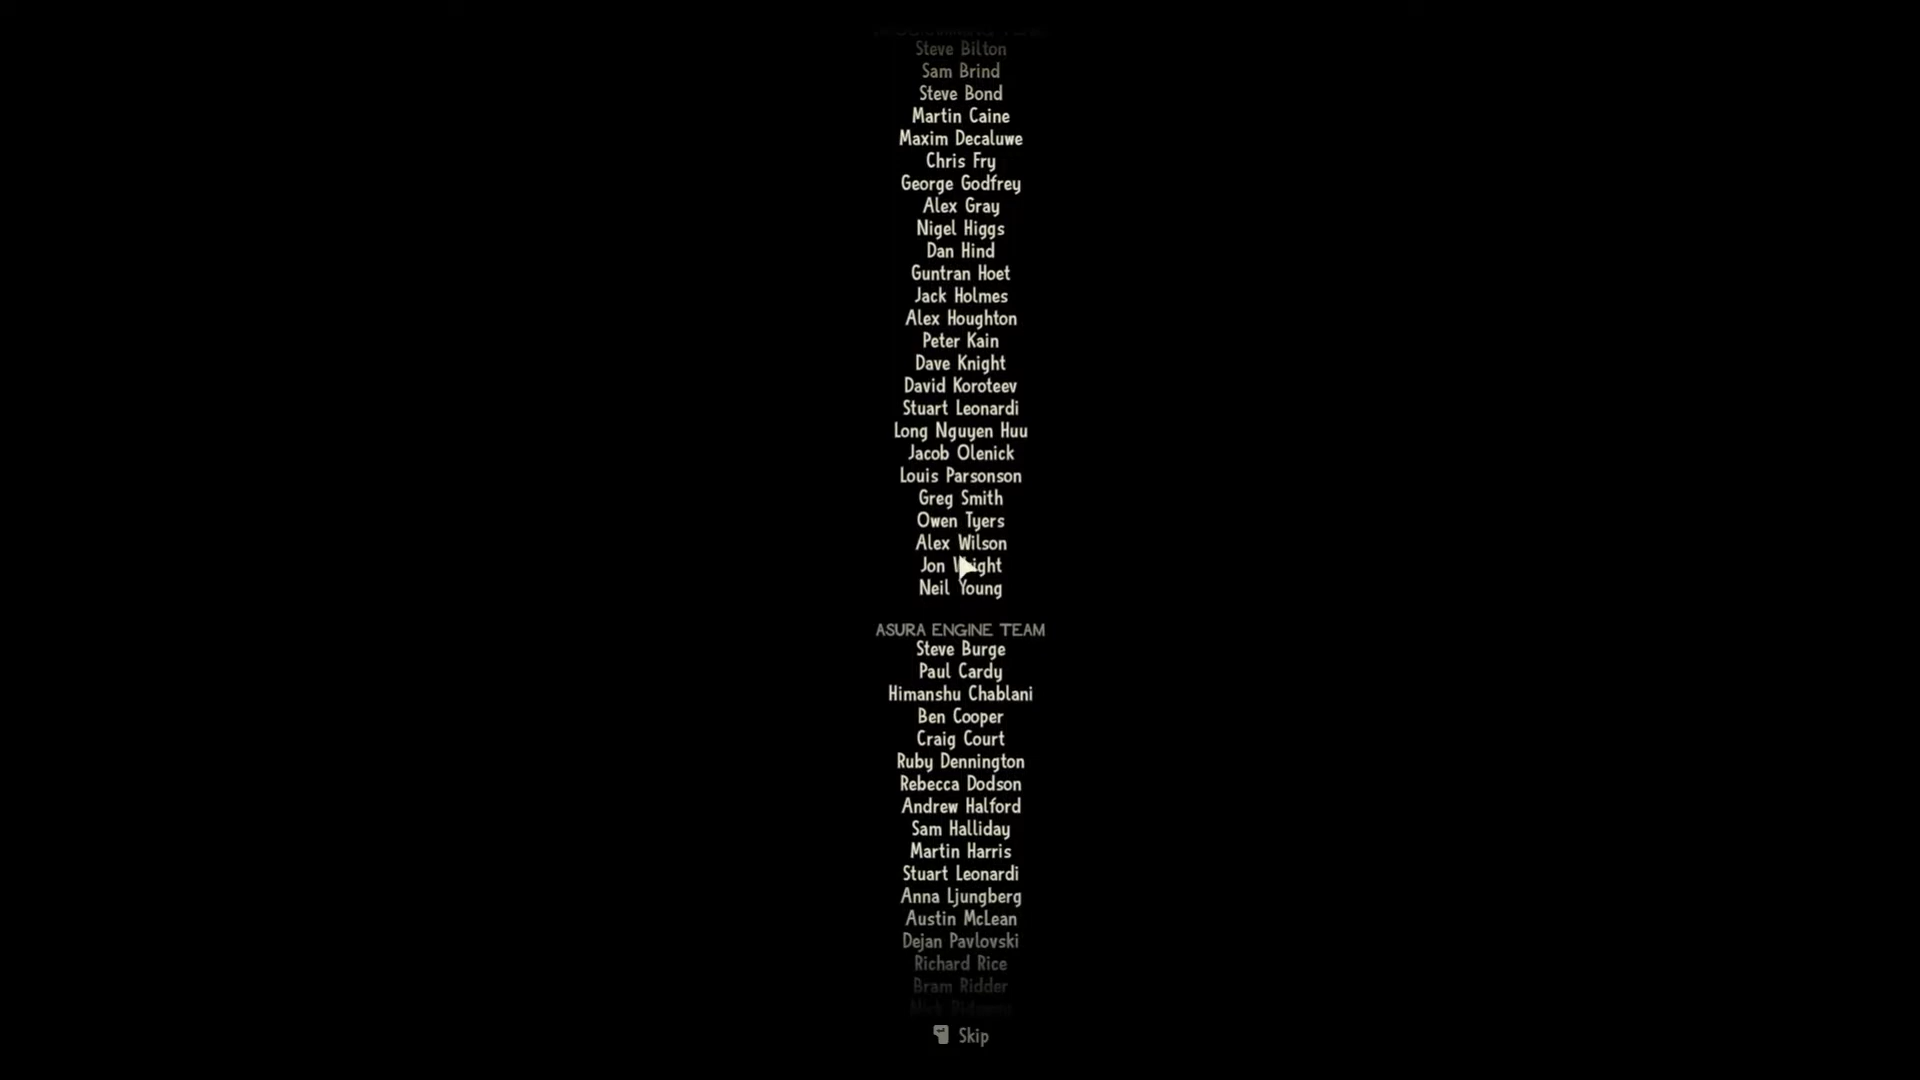 Steve Bilton
Sam Brind
Steve Bond
Martin Caine
Maxim Decaluwe
Chris Fry
George Godfrey
Alex Gray
Nigel Higgs
Dan Hind
Guntran Hoet
Jack Holmes
Alex Houghton
Peter Kain
Dave Knight
David Koroteev
Stuart Leonardi
Long Nguyen Huu
Jacob Olenick
Louis Parsonson
Greg Smith
Owen Tyers
Alex Wilson
Jon Wright
Neil Young
ASURA ENGINE TEAM
Steve Burge
Paul Cardy
Himanshu Chablani
Ben Cooper
Craig Court
Ruby Dennington
Rebecca Dodson
Andrew Halford
Sam Halliday
Martin Harris
Stuart Leonardi
Anna Ljungberg
Austin McLean
Dejan Pavlovski
Richard Rice
Bram Ridder
Skip